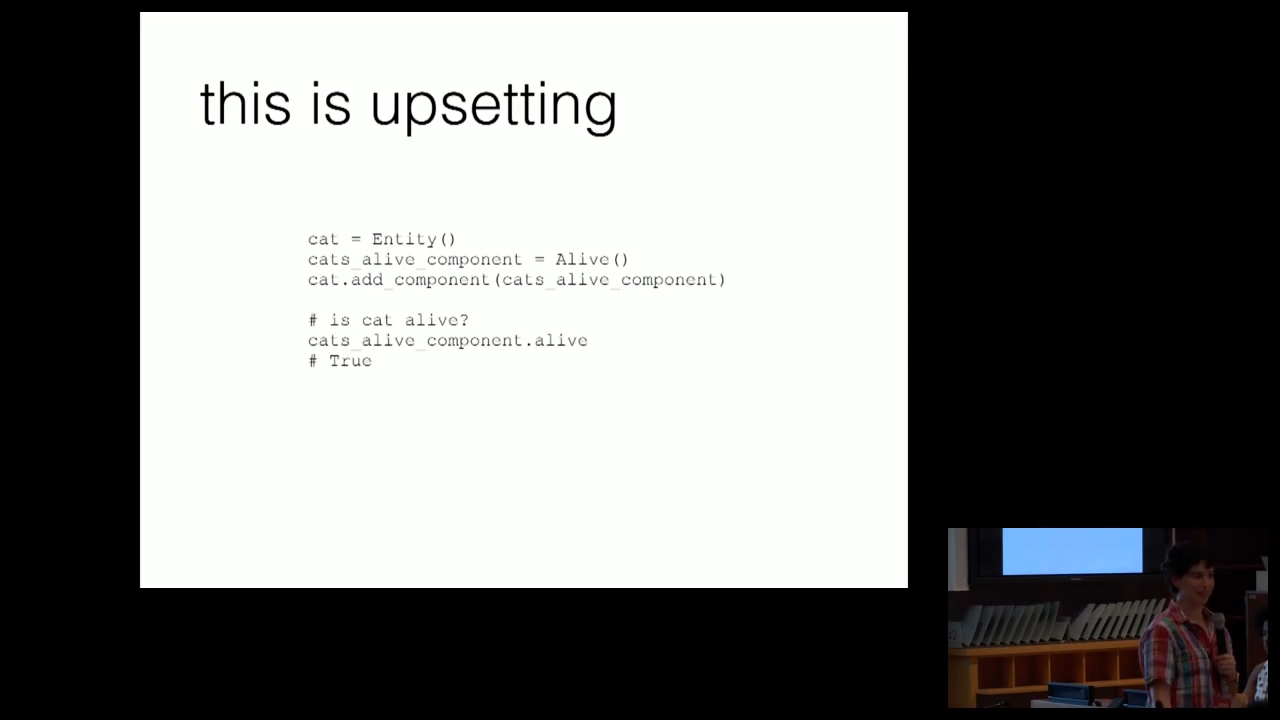 this is upsetting
cat = Entity()
cats_alive_component = Alive()
cat.add_component(cats_alive_component)
# is cat alive?
cats_alive_component.alive
# True